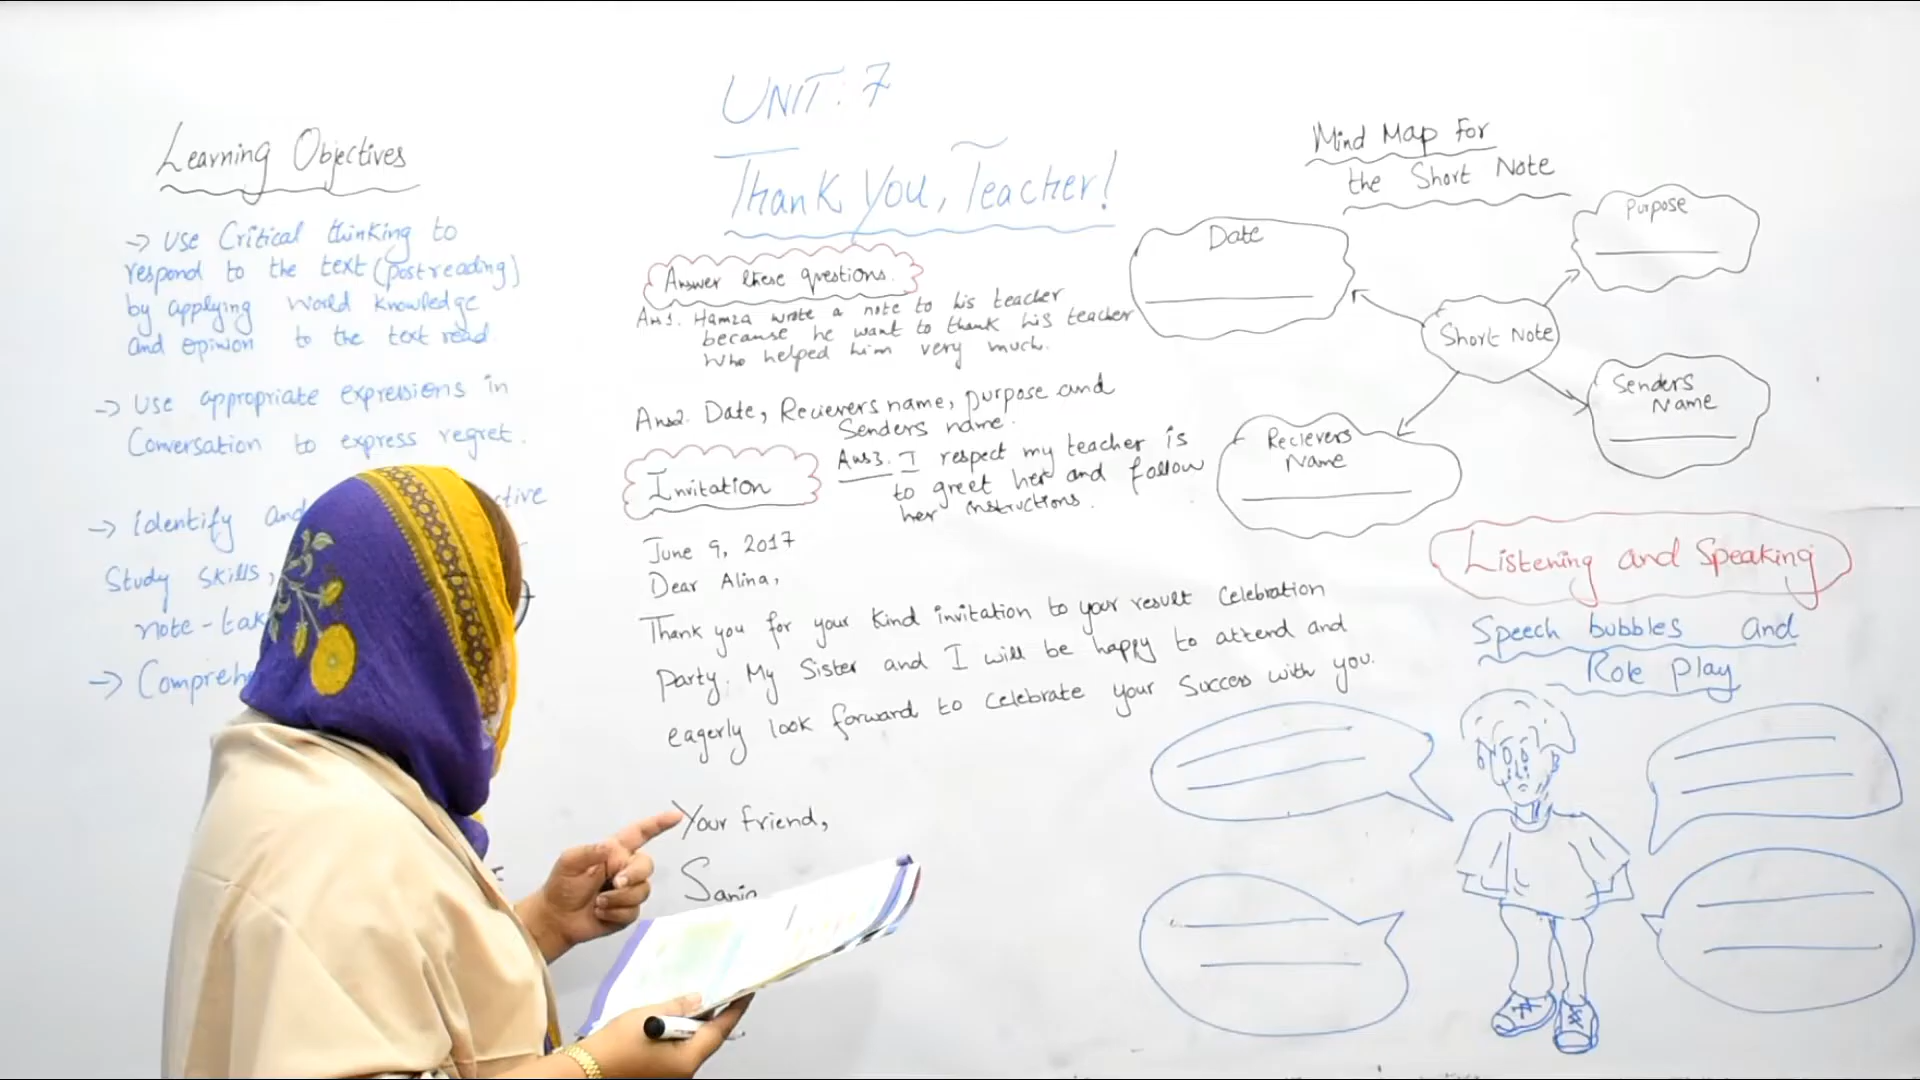 UNIT: 7
Thank You, Teacher!
Learning Objectives
-> Use Critical thinking to
respond to the text (post reading)
by applying world knowledge
and opinion to the text read
-> Use appropriate expressions in
Conversation to express regret.
-> identify and
Study skills,
note-
->
Answer these questions.
Ans1. Hamza wrote a note to his teacher
because he want to thank his teacher
who helped him very much.
Ans2. Date, Recievers name, purpose and
Senders name.
Ans3. I respect my teacher is
to greet her and follow
her instructions.
Invitation
June 9, 2017
Dear Alina,
Thank you for your kind invitation to your result celebration
Party. My Sister and I will be happy to attend and
eagerly look forward to celebrate your Success with you.
Your friend,
Mind Map For
the Short Note
Date
Purpose
Short Note
Senders
Name
Recievers
Name
Listening and Speaking
Speech bubbles and
Role Play